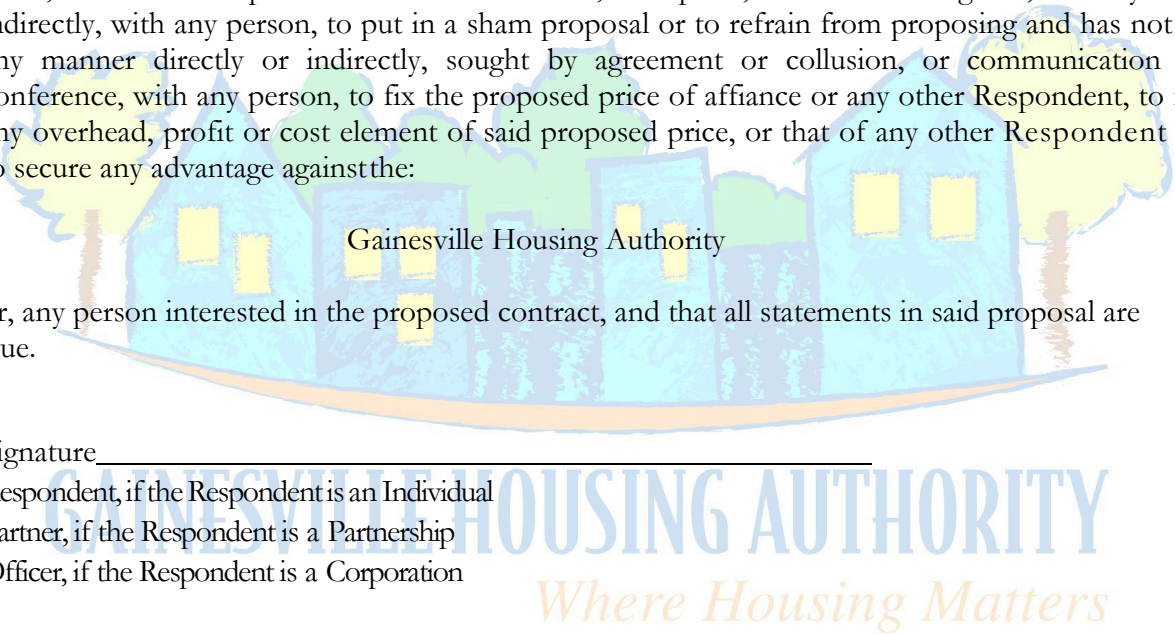 ndirectly, with any person, to put in a sham proposal or to refrain from proposing and has not
ny manner directly or indirectly, sought by agreement or collusion, or communication
onference, with any person, to fix the proposed price of affiance or any other Respondent, to
ny overhead, profit or cost element of said proposed price, or that of any other Respondent
o secure any advantage against the:
Gainesville Housing Authority
r, any person interested in the proposed contract, and that all statements in said proposal are
ue.
ignature
espondent, if the Respondent is an Individual
artner, if the Respondent is a Partnership
Officer, if the Respondent is a Corporation
GAINESVILLE HOUSING AUTHORITY
Where Housing Matters